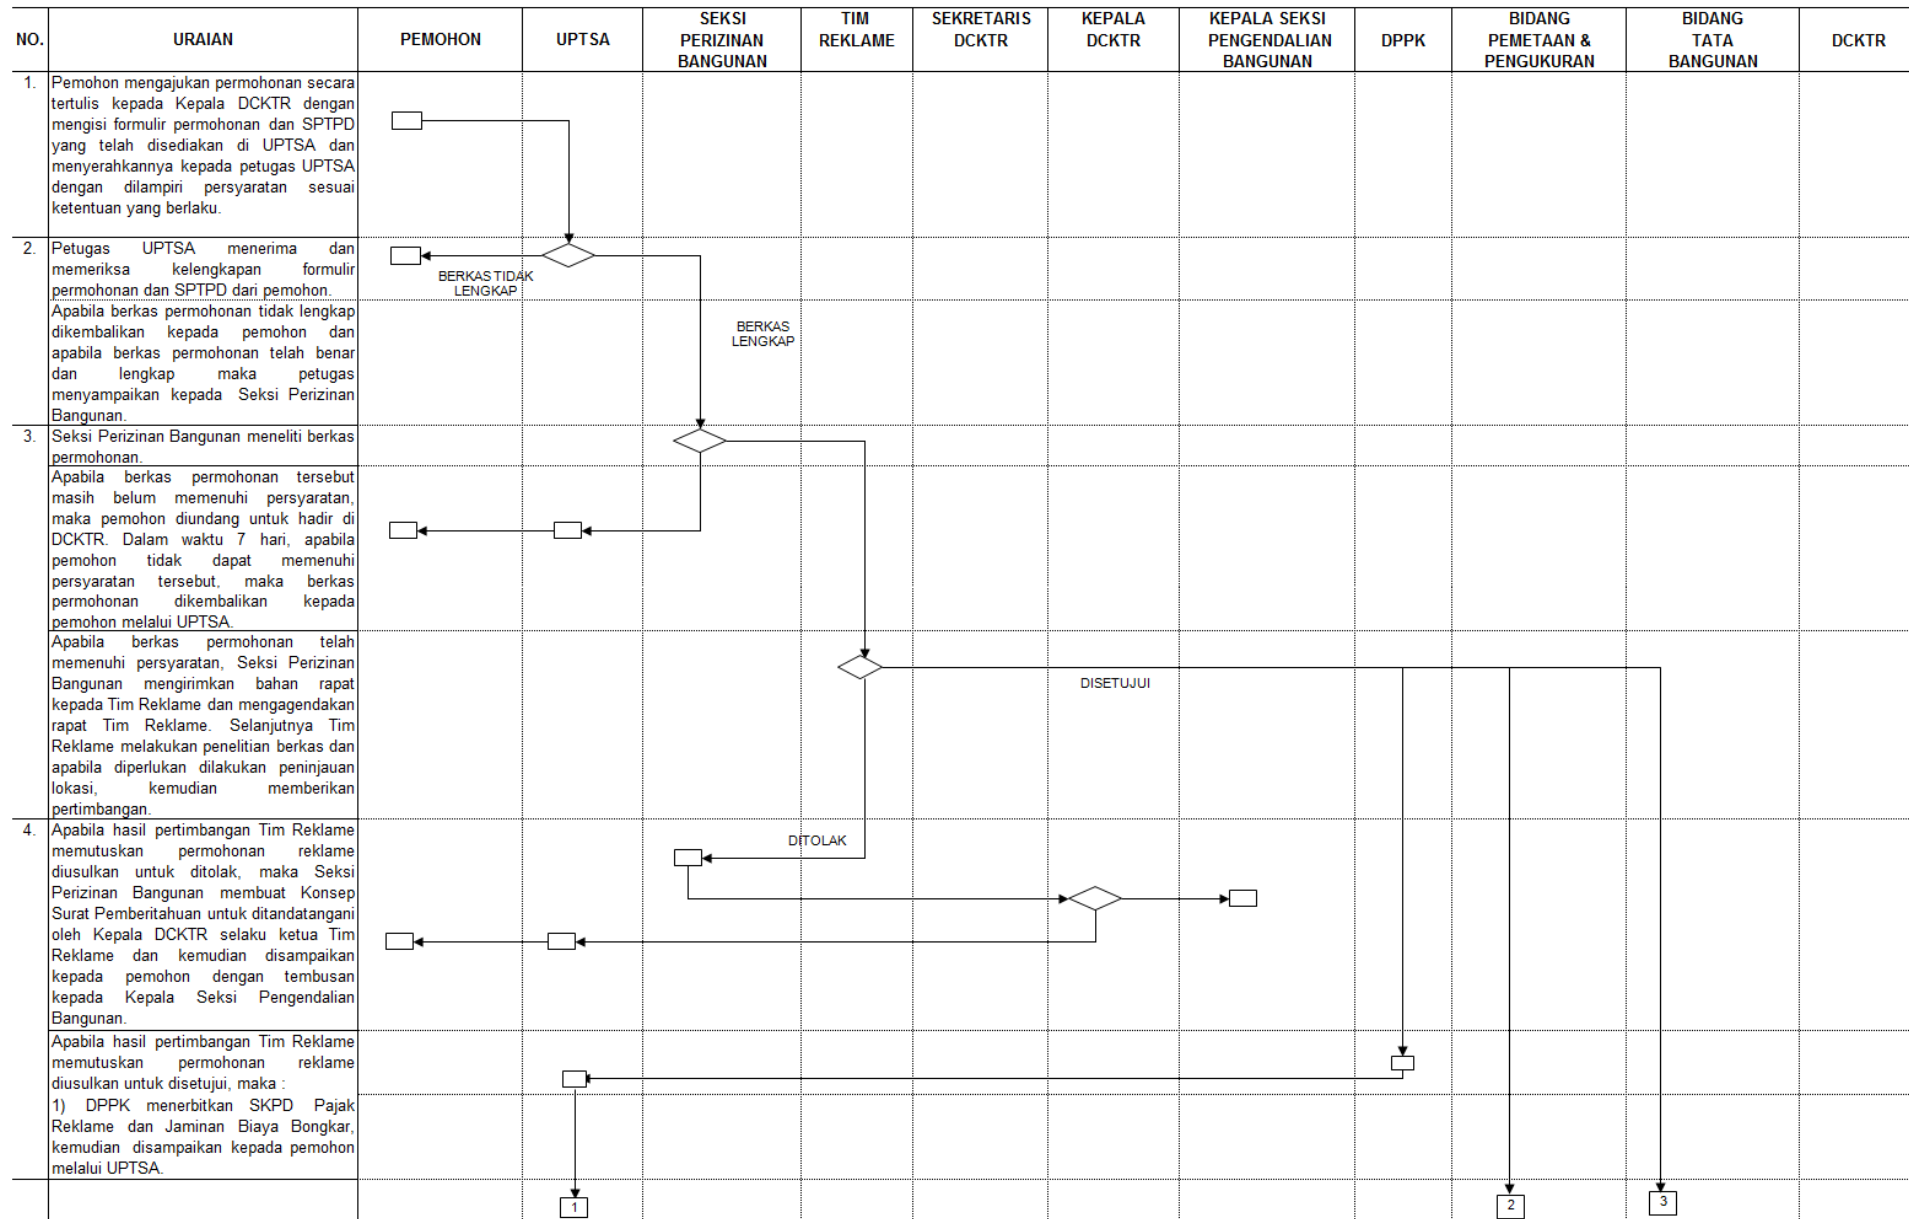 NO.
URAIAN
PEMOHON
UPTSA
SEKSI
PERIZINAN
BANGUNAN
TIM
REKLAME
SEKRETARIS
DCKTR
KEPALA
DCKTR
KEPALA SEKSI
PENGENDALIAN
BANGUNAN
DPPK
BIDANG
PEMETAAN &
PENGUKURAN
BIDANG
TATA
BANGUNAN
DCKTR
1.
Pemohon mengajukan permohonan secara
tertulis kepada Kepala DCKTR dengan
mengisi formulir permohonan dan SPTPD
yang telah disediakan di UPTSA dan
menyerahkannya kepada petugas UPTSA
dengan dilampiri persyaratan sesuai
ketentuan yang berlaku.
2.
Petugas UPTSA menerima dan
memeriksa kelengkapan formulir
permohonan dan SPTPD dari pemohon.
BERKAS TIDAK
LENGKAP
Apabila berkas permohonan tidak lengkap
dikembalikan kepada pemohon dan
apabila berkas permohonan telah benar
dan lengkap maka petugas
menyampaikan kepada Seksi Perizinan
Bangunan.
BERKAS
LENGKAP
3.
Seksi Perizinan Bangunan meneliti berkas
permohonan.
Apabila berkas permohonan tersebut
masih belum memenuhi persyaratan,
maka pemohon diundang untuk hadir di
DCKTR. Dalam waktu 7 hari, apabila
pemohon tidak dapat memenuhi
persyaratan tersebut, maka berkas
permohonan dikembalikan kepada
pemohon melalui UPTSA.
Apabila berkas permohonan telah
memenuhi persyaratan, Seksi Perizinan
Bangunan mengirimkan bahan rapat
kepada Tim Reklame dan mengagendakan
rapat Tim Reklame. Selanjutnya Tim
Reklame melakukan penelitian berkas dan
apabila diperlukan dilakukan peninjauan
lokasi, kemudian memberikan
pertimbangan.
DISETUJUI
4.
Apabila hasil pertimbangan Tim Reklame
memutuskan permohonan reklame
diusulkan untuk ditolak, maka Seksi
Perizinan Bangunan membuat Konsep
Surat Pemberitahuan untuk ditandatangani
oleh Kepala DCKTR selaku ketua Tim
Reklame dan kemudian disampaikan
kepada pemohon dengan tembusan
kepada Kepala Seksi Pengendalian
Bangunan.
DITOLAK
Apabila hasil pertimbangan Tim Reklame
memutuskan permohonan reklame
diusulkan untuk disetujui, maka :
1) DPPK menerbitkan SKPD Pajak
Reklame dan Jaminan Biaya Bongkar,
kemudian disampaikan kepada pemohon
melalui UPTSA.
1
2
3